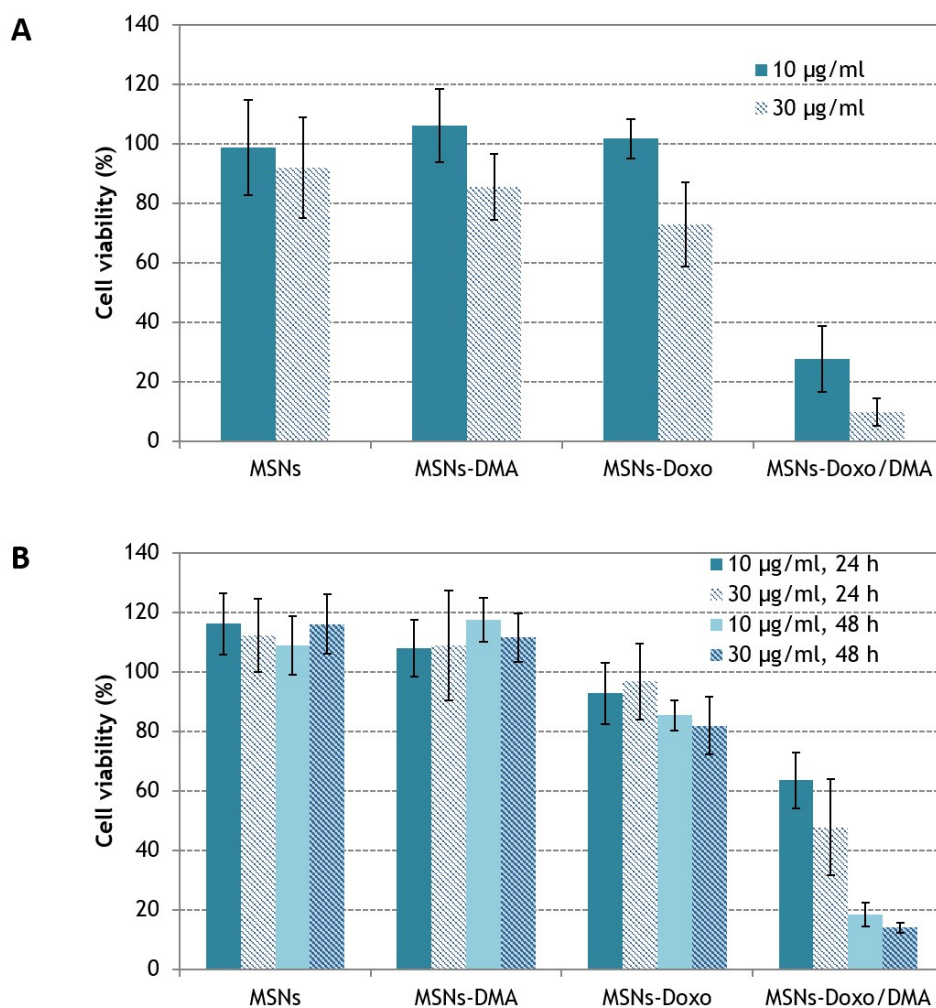 A
140
120
100
80
60
40
20
0
Cell viability (%)
10 µg/ml
30 µg/ml
MSNs MSNs-DMA MSNs-Doxo MSNs-Doxo/DMA
B
140
120
100
80
60
40
20
0
Cell viability (%)
10 µg/ml, 24 h
30 µg/ml, 24 h
10 µg/ml, 48 h
30 µg/ml, 48 h
MSNs MSNs-DMA MSNs-Doxo MSNs-Doxo/DMA